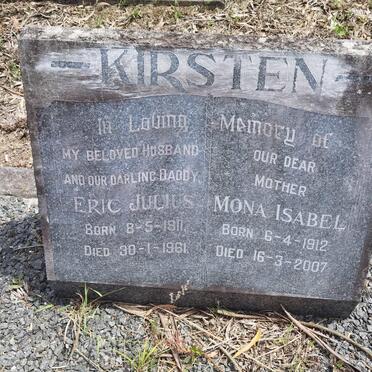 KIRSTEN
In Loving Memory of
MY BELOVED HUSBAND
AND OUR DARLING DADDY
ERIC JULIUS
BORN 8-5-1911
DIED 30-1-1961
OUR DEAR
MOTHER
MONA ISABEL
BORN 6-4-1912
DIED 16-3-2007